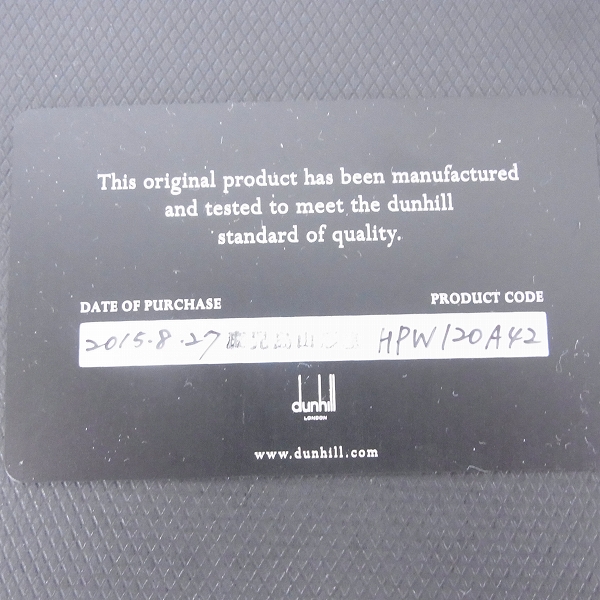 This original product has been manufactured
and tested to meet the dunhill
standard of quality.
DATE OF PURCHASE PRODUCT CODE
2015.8.27 HPW120A42
dunhill
LONDON
www.dunhill.com